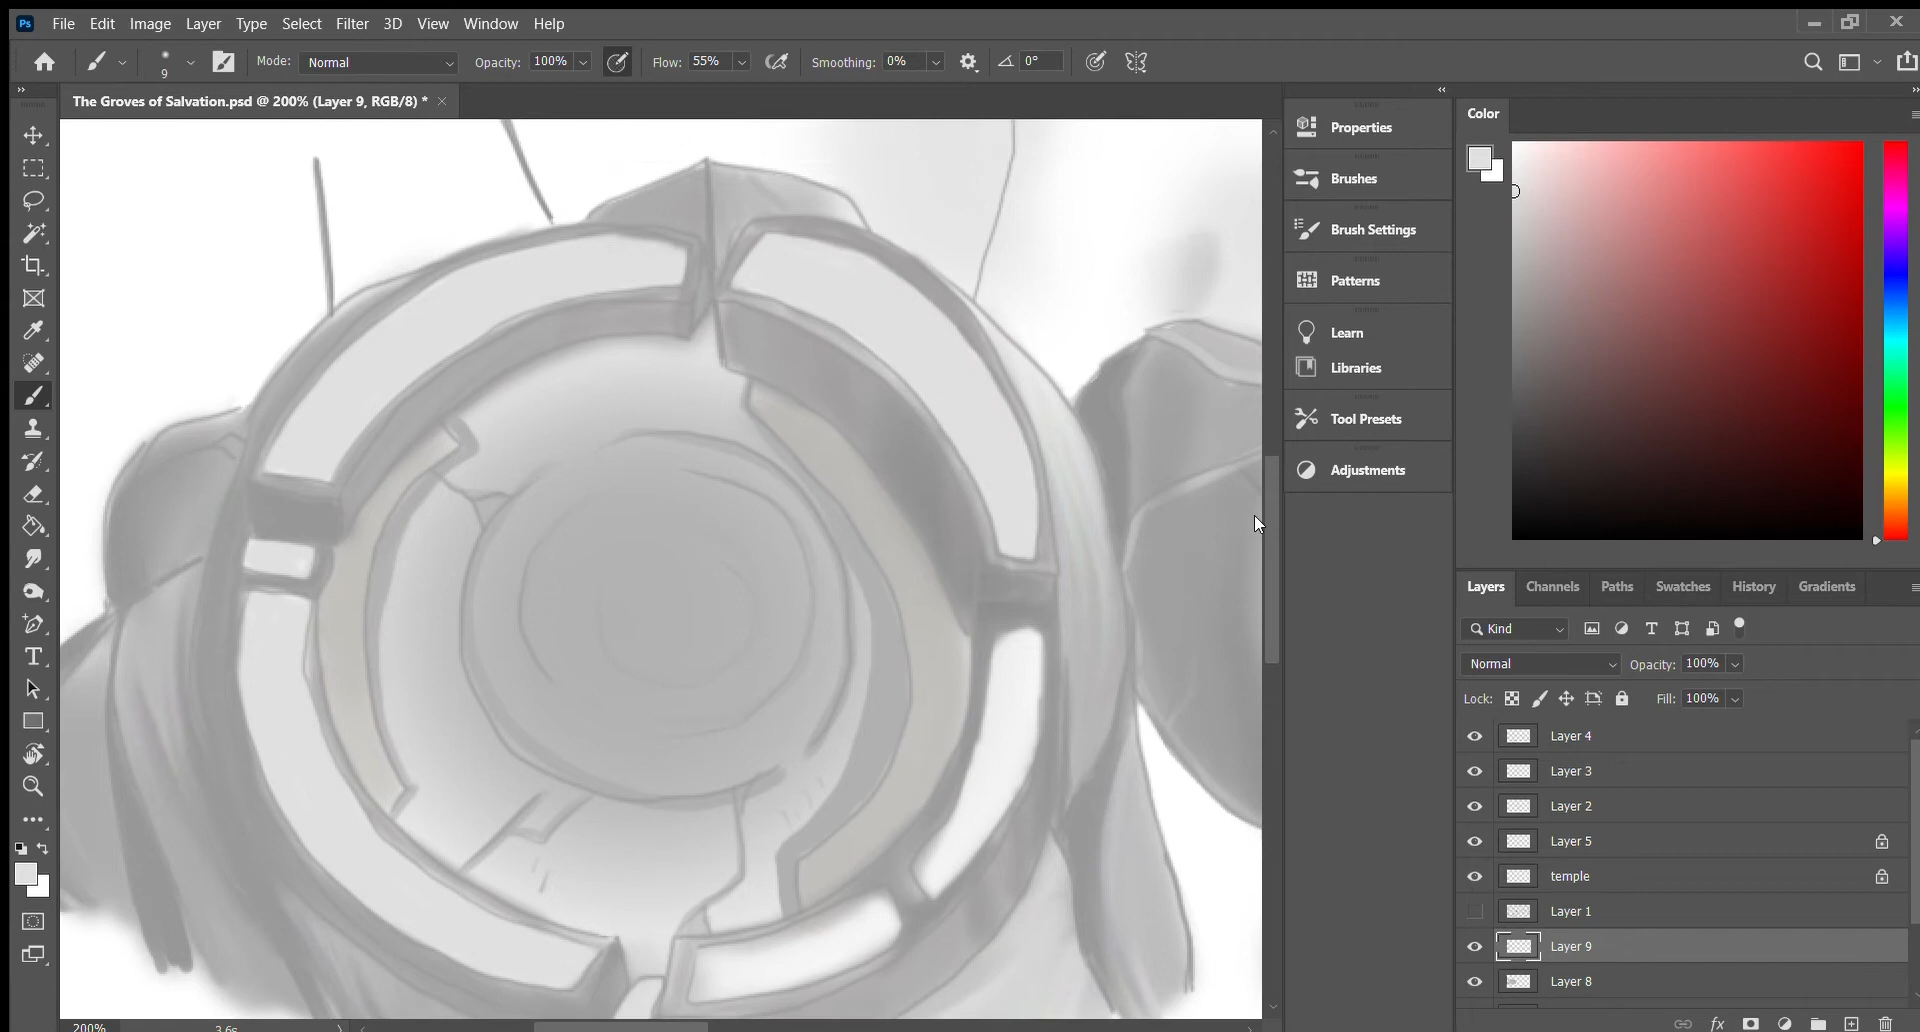 Ps File Edit Image Layer Type Select Filter 3D View Window Help
9 Mode: Normal Opacity: 100% Flow: 55% Smoothing: 0% 0°
The Groves of Salvation.psd @ 200% (Layer 9, RGB/8) *
Properties
Brushes
Brush Settings
Patterns
Learn
Libraries
Tool Presets
Adjustments
Color
Layers Channels Paths Swatches History Gradients
Kind
Normal Opacity: 100%
Lock: Fill: 100%
Layer 4
Layer 3
Layer 2
Layer 5
temple
Layer 1
Layer 9
Layer 8
fx
200% 3.6s